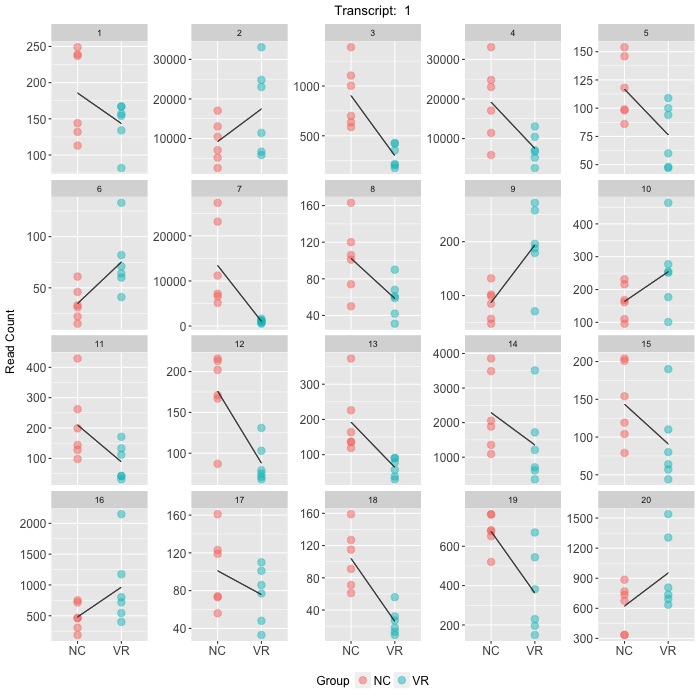 Transcript: 1
1 2 3 4 5
250 30000 1000 30000 150
200 20000 500 20000 125
150 10000 10000 100
100 75
50
6 7 8 9 10
100 20000 160 200 400
50 10000 120 100 300
0 80 200
40 100
Read Count
11 12 13 14 15
400 200 300 4000 200
300 150 200 3000 150
200 100 100 2000 100
100 1000 50
16 17 18 19 20
2000 160 160 600 1500
1500 120 120 400 1200
1000 80 80 200 900
500 40 40 600
300
NC VR NC VR NC VR NC VR NC VR
Group NC VR